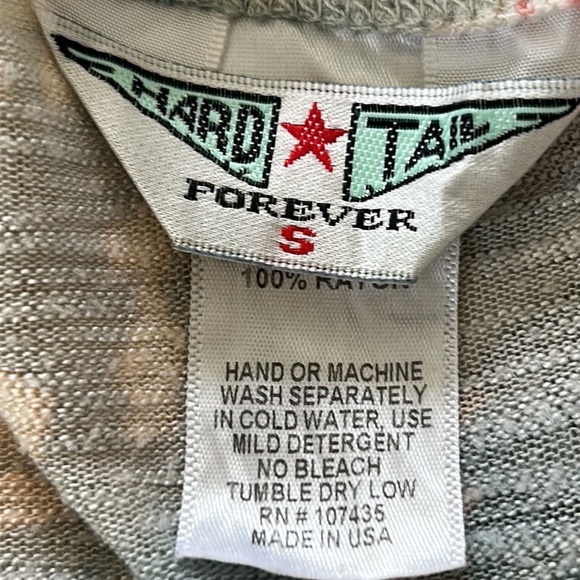 HARD TAIL
FOREVER
S
100% RAYON
HAND OR MACHINE
WASH SEPARATELY
IN COLD WATER, USE
MILD DETERGENT
NO BLEACH
TUMBLE DRY LOW
RN # 107435
MADE IN USA